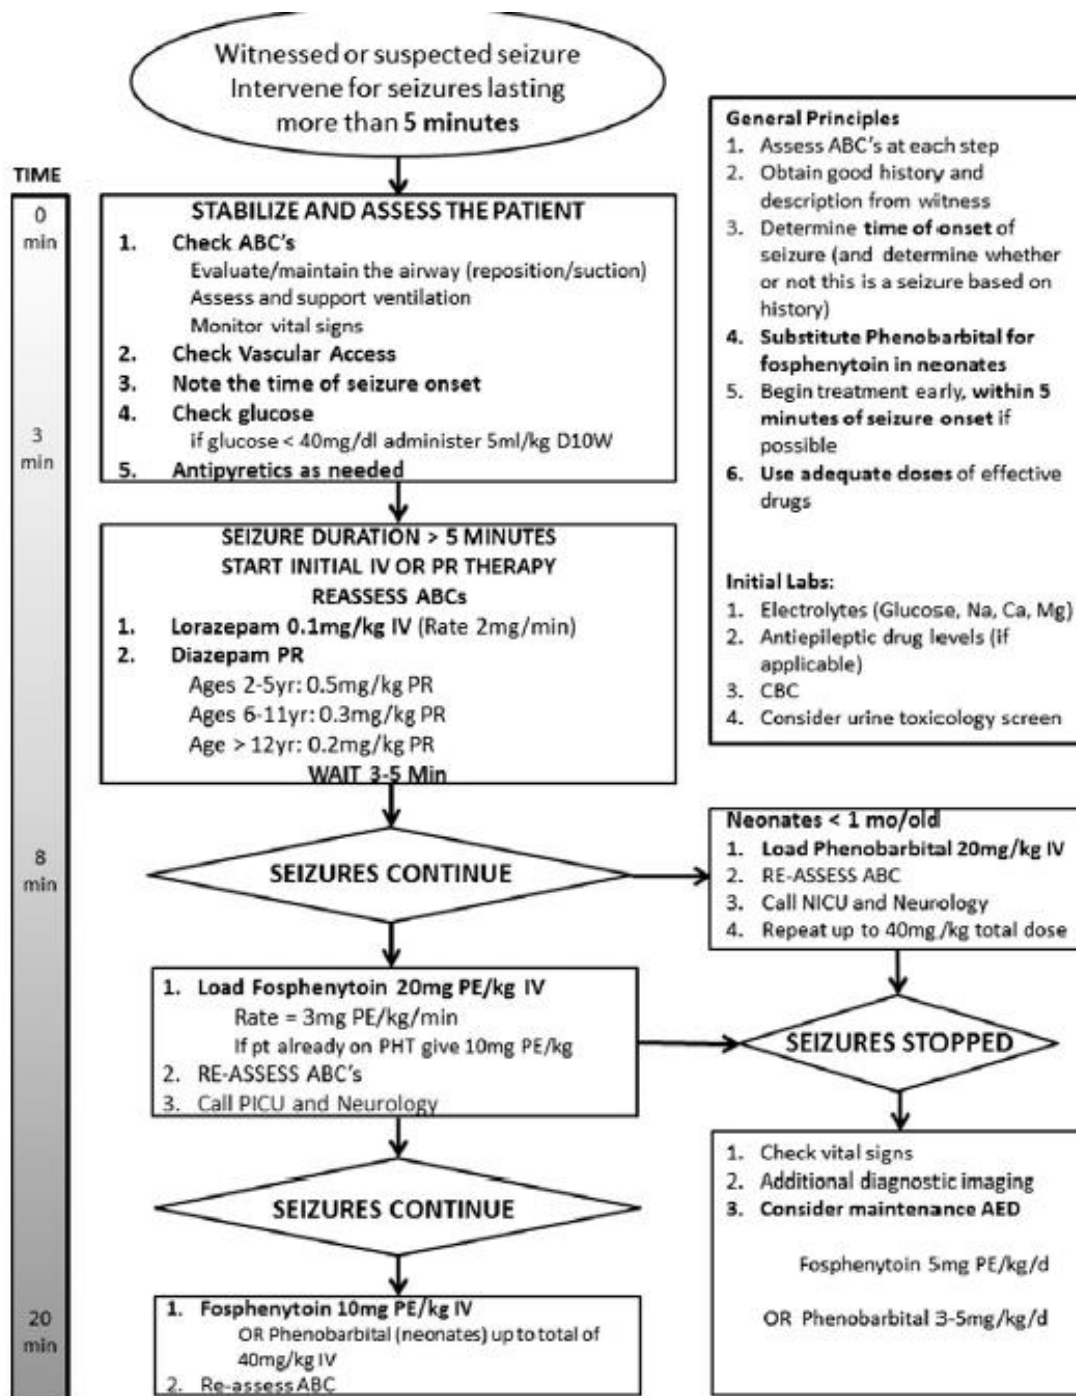 Witnessed or suspected seizure
Intervene for seizures lasting
more than 5 minutes
TIME
0
min
3
min
8
min
20
min
STABILIZE AND ASSESS THE PATIENT
1. Check ABC's
Evaluate/maintain the airway (reposition/suction)
Assess and support ventilation
Monitor vital signs
2. Check Vascular Access
3. Note the time of seizure onset
4. Check glucose
if glucose < 40mg/dl administer 5ml/kg D10W
5. Antipyretics as needed
General Principles
1. Assess ABC's at each step
2. Obtain good history and
description from witness
3. Determine time of onset of
seizure (and determine whether
or not this is a seizure based on
history)
4. Substitute Phenobarbital for
fosphenytoin in neonates
5. Begin treatment early, within 5
minutes of seizure onset if
possible
6. Use adequate doses of effective
drugs
Initial Labs:
1. Electrolytes (Glucose, Na, Ca, Mg)
2. Antiepileptic drug levels (if
applicable)
3. CBC
4. Consider urine toxicology screen
SEIZURE DURATION > 5 MINUTES
START INITIAL IV OR PR THERAPY
REASSESS ABCs
1. Lorazepam 0.1mg/kg IV (Rate 2mg/min)
2. Diazepam PR
Ages 2-5yr: 0.5mg/kg PR
Ages 6-11yr: 0.3mg/kg PR
Age > 12yr: 0.2mg/kg PR
WAIT 3-5 Min
SEIZURES CONTINUE
Neonates < 1 mo/old
1. Load Phenobarbital 20mg/kg IV
2. RE-ASSESS ABC
3. Call NICU and Neurology
4. Repeat up to 40mg/kg total dose
1. Load Fosphenytoin 20mg PE/kg IV
Rate = 3mg PE/kg/min
If pt already on PHT give 10mg PE/kg
2. RE-ASSESS ABC's
3. Call PICU and Neurology
SEIZURES STOPPED
SEIZURES CONTINUE
1. Check vital signs
2. Additional diagnostic imaging
3. Consider maintenance AED
Fosphenytoin 5mg PE/kg/d
OR Phenobarbital 3-5mg/kg/d
1. Fosphenytoin 10mg PE/kg IV
OR Phenobarbital (neonates) up to total of
40mg/kg IV
2. Re-assess ABC